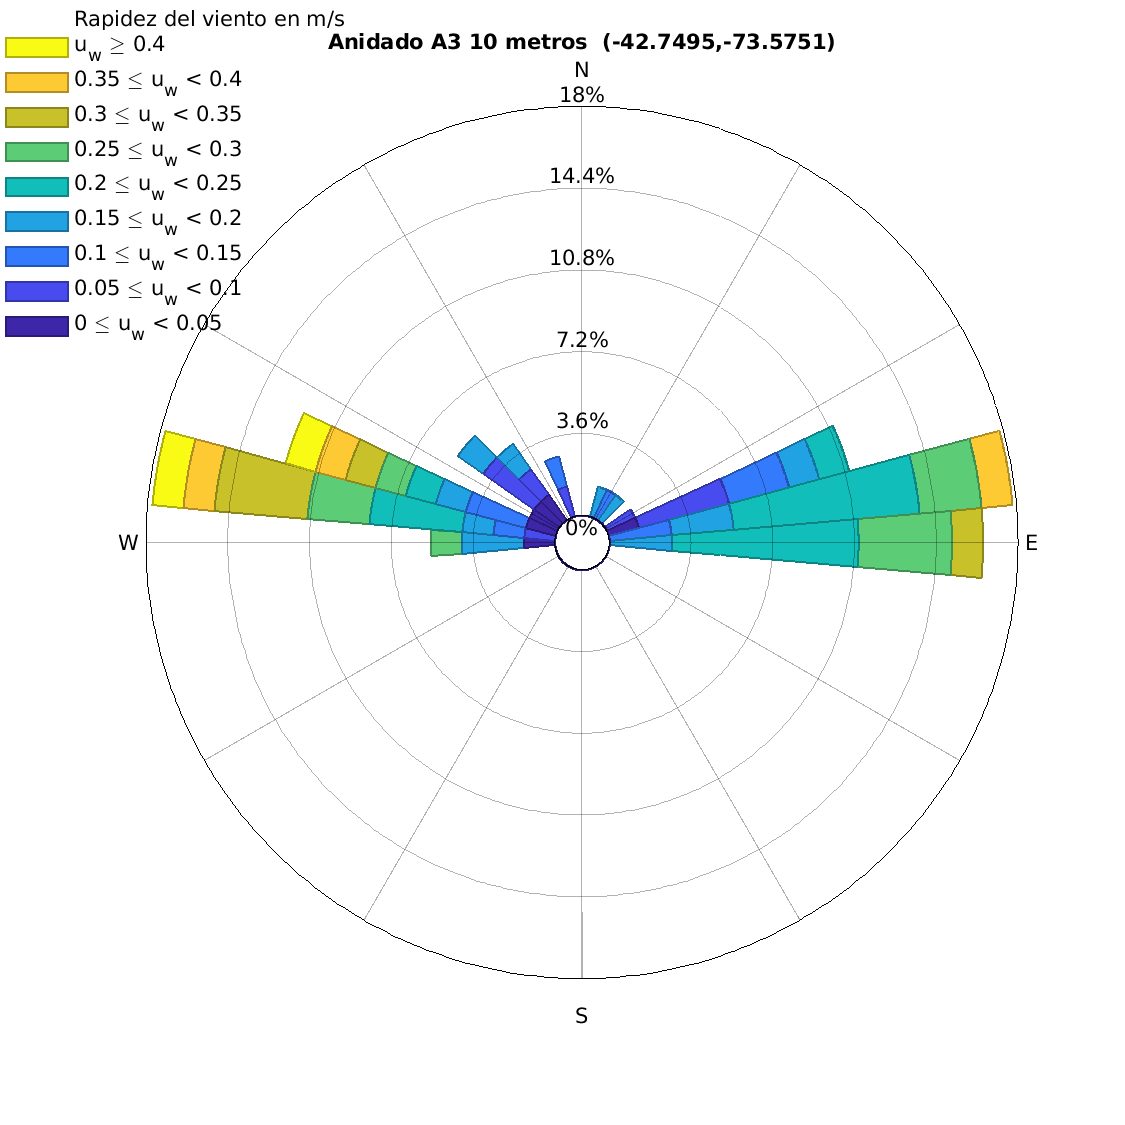 Rapidez del viento en m/s
u_w ≥ 0.4
0.35 ≤ u_w < 0.4
0.3 ≤ u_w < 0.35
0.25 ≤ u_w < 0.3
0.2 ≤ u_w < 0.25
0.15 ≤ u_w < 0.2
0.1 ≤ u_w < 0.15
0.05 ≤ u_w < 0.1
0 ≤ u_w < 0.05
Anidado A3 10 metros (-42.7495,-73.5751)
N
18%
14.4%
10.8%
7.2%
3.6%
0%
W
E
S